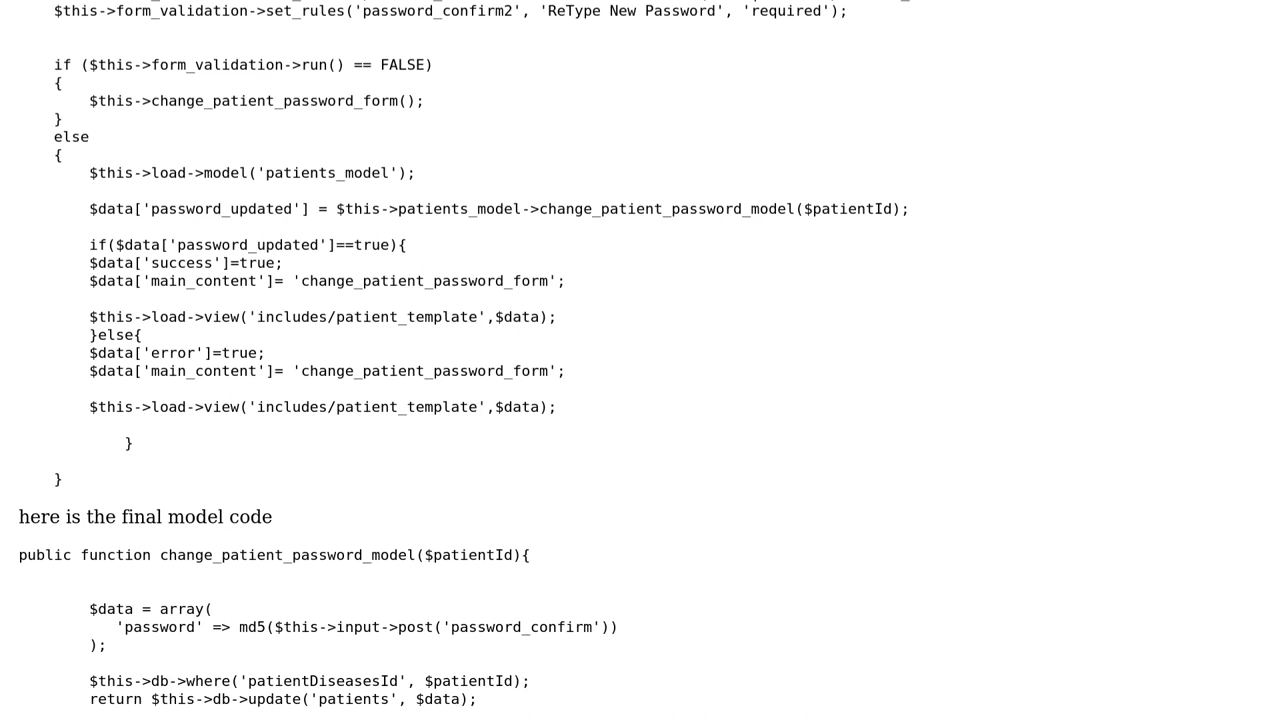 $this->form_validation->set_rules('password_confirm2', 'ReType New Password', 'required');
if ($this->form_validation->run() == FALSE)
{
$this->change_patient_password_form();
}
else
{
$this->load->model('patients_model');
$data['password_updated'] = $this->patients_model->change_patient_password_model($patientId);
if($data['password_updated']==true){
$data['success']=true;
$data['main_content']= 'change_patient_password_form';
$this->load->view('includes/patient_template',$data);
}else{
$data['error']=true;
$data['main_content']= 'change_patient_password_form';
$this->load->view('includes/patient_template',$data);
}
}
here is the final model code
public function change_patient_password_model($patientId){
$data = array(
'password' => md5($this->input->post('password_confirm'))
);
$this->db->where('patientDiseasesId', $patientId);
return $this->db->update('patients', $data);